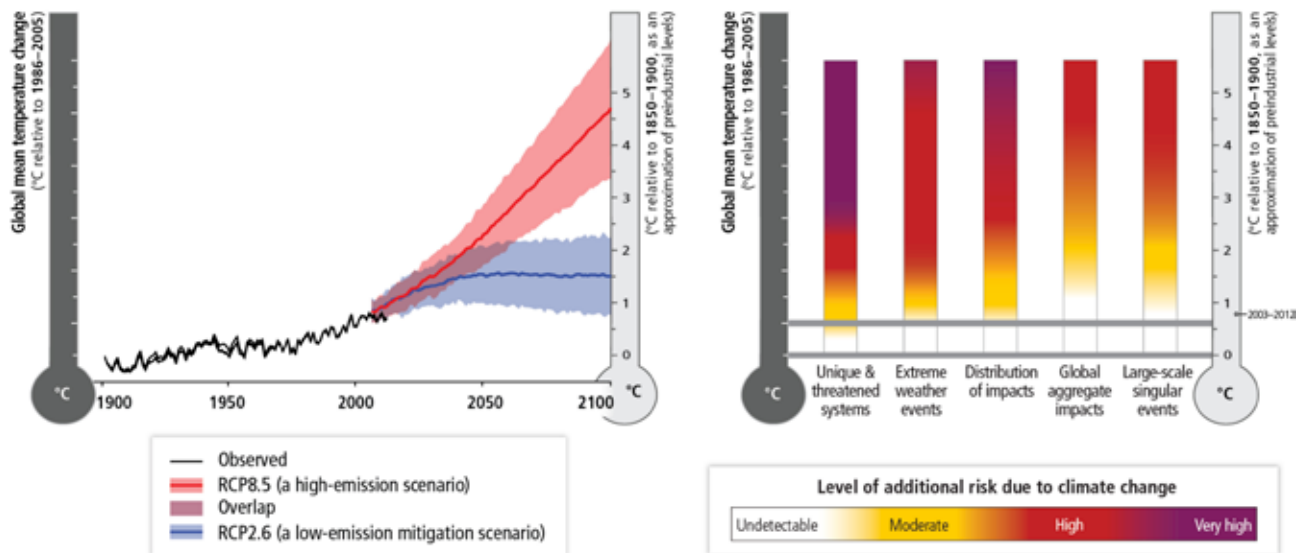 Global mean temperature change
(°C relative to 1986–2005)
°C
5
4
3
2
1
0
(°C relative to 1850–1900, as an
approximation of preindustrial levels)
°C
1900
1950
2000
2050
2100
Observed
RCP8.5 (a high-emission scenario)
Overlap
RCP2.6 (a low-emission mitigation scenario)
Global mean temperature change
(°C relative to 1986–2005)
°C
5
4
3
2
1
0
2003–2012
(°C relative to 1850–1900, as an
approximation of preindustrial levels)
°C
Unique &
threatened
systems
Extreme
weather
events
Distribution
of impacts
Global
aggregate
impacts
Large-scale
singular
events
Level of additional risk due to climate change
Undetectable
Moderate
High
Very high